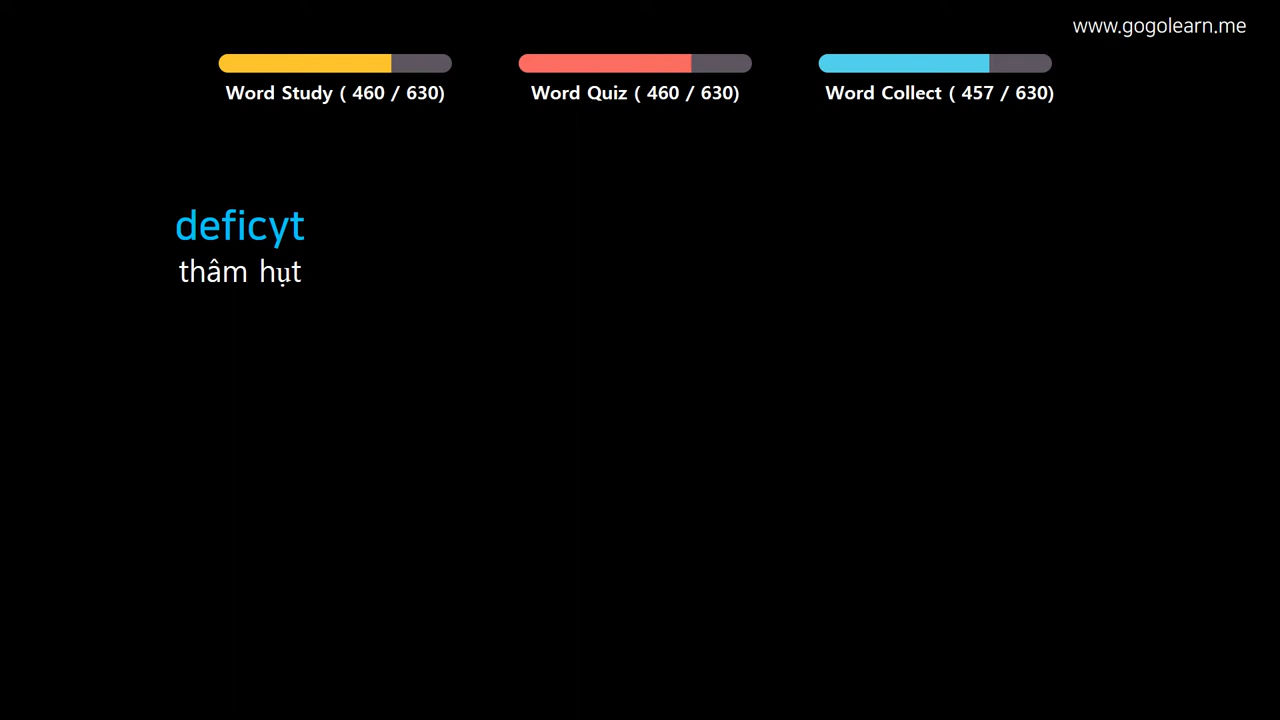 www.gogolearn.me
Word Study ( 460 / 630)
Word Quiz ( 460 / 630)
Word Collect ( 457 / 630)
deficyt
thâm hụt